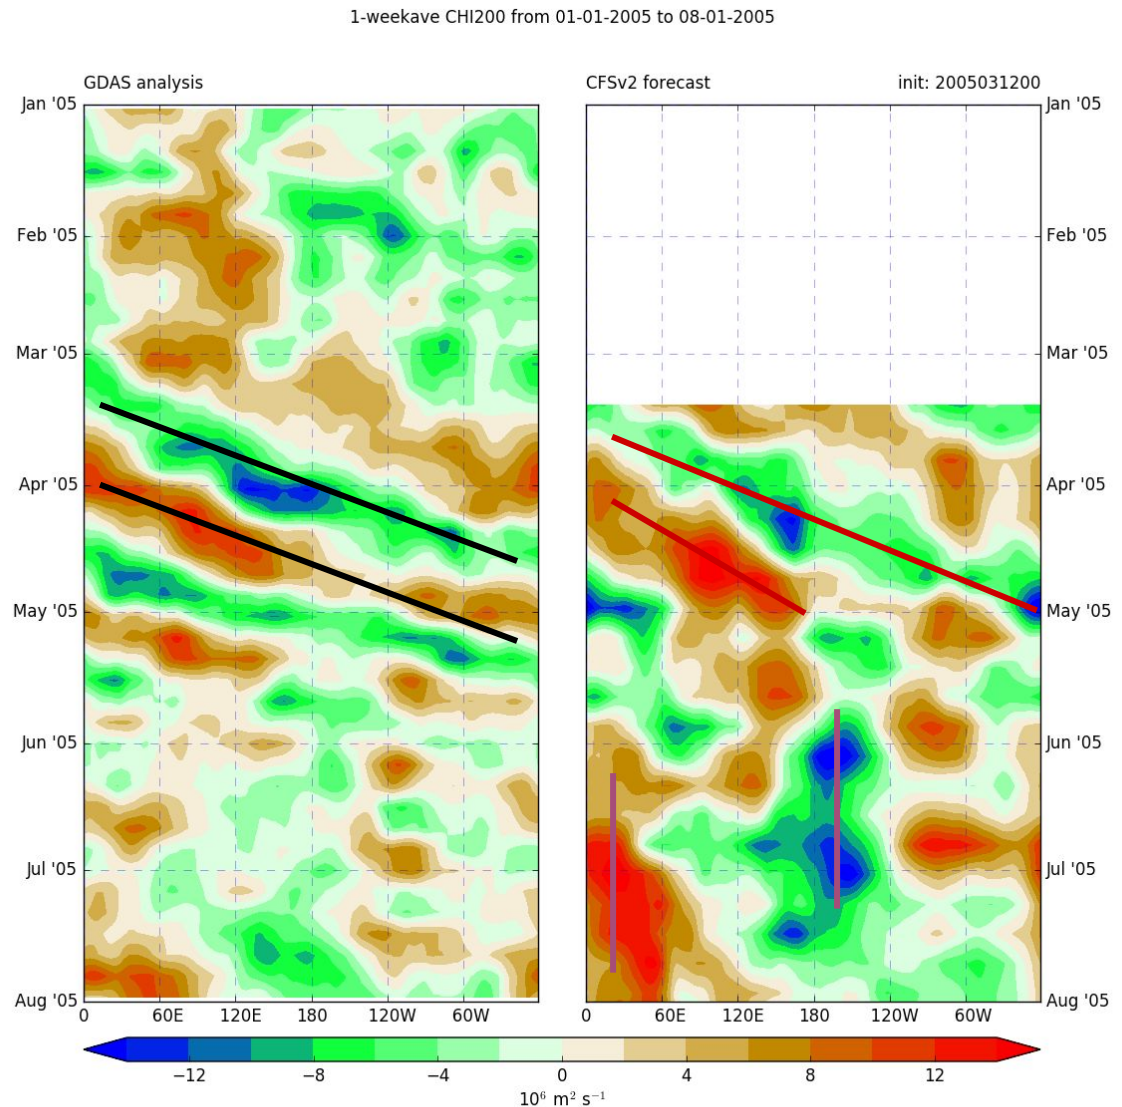 1-weekave CHI200 from 01-01-2005 to 08-01-2005
GDAS analysis
CFSv2 forecast init: 2005031200
Jan '05
Feb '05
Mar '05
Apr '05
May '05
Jun '05
Jul '05
Aug '05
0 60E 120E 180 120W 60W
Jan '05
Feb '05
Mar '05
Apr '05
May '05
Jun '05
Jul '05
Aug '05
0 60E 120E 180 120W 60W
−12 −8 −4 0 4 8 12
10⁶ m² s⁻¹